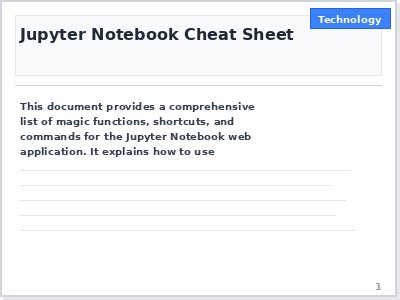 Technology
Jupyter Notebook Cheat Sheet
This document provides a comprehensive
list of magic functions, shortcuts, and
commands for the Jupyter Notebook web
application. It explains how to use
1